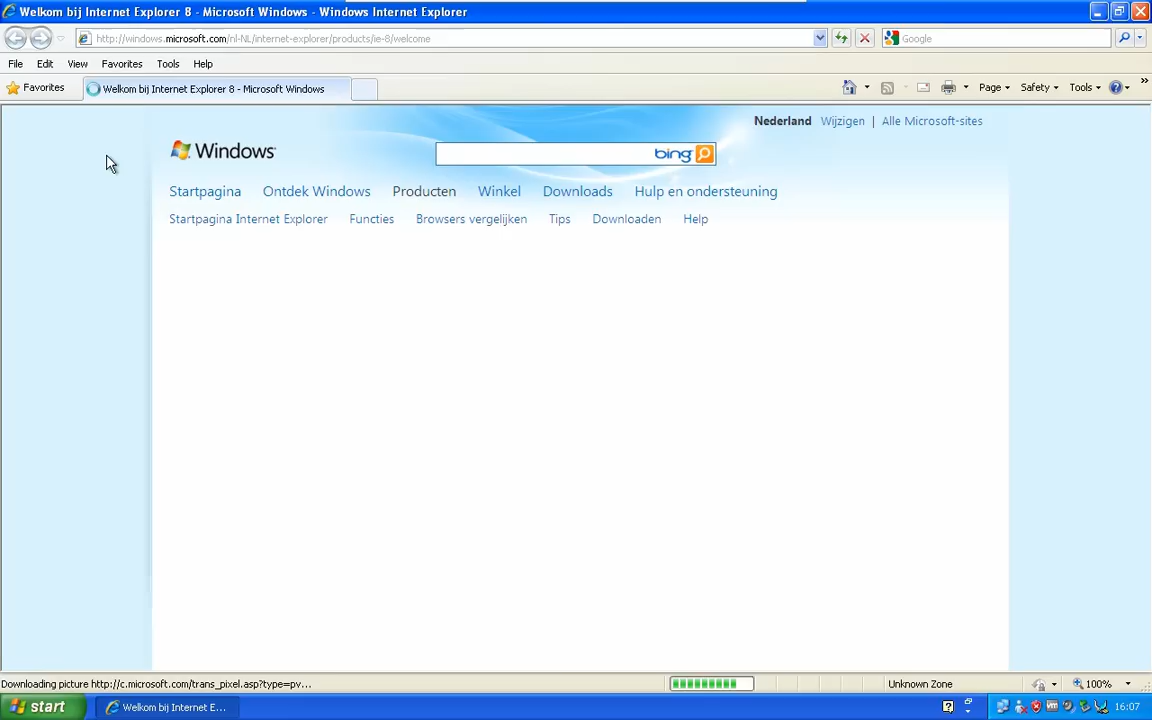 Welkom bij Internet Explorer 8 - Microsoft Windows - Windows Internet Explorer
http://windows.microsoft.com/nl-NL/internet-explorer/products/ie-8/welcome
Google
File Edit View Favorites Tools Help
Favorites
Welkom bij Internet Explorer 8 - Microsoft Windows
Page Safety Tools
Nederland Wijzigen | Alle Microsoft-sites
Windows
bing
Startpagina Ontdek Windows Producten Winkel Downloads Hulp en ondersteuning
Startpagina Internet Explorer Functies Browsers vergelijken Tips Downloaden Help
Downloading picture http://c.microsoft.com/trans_pixel.asp?type=pv...
Unknown Zone
100%
start
Welkom bij Internet E...
16:07